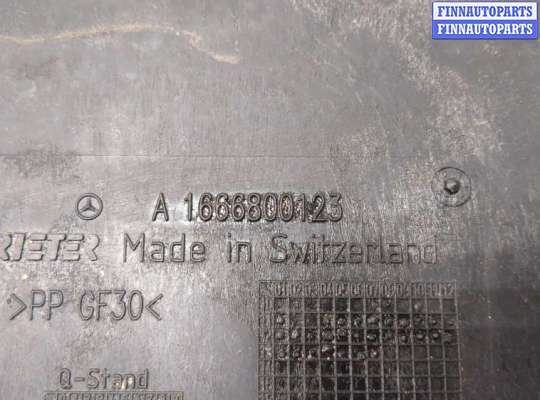 FINNAUTOPARTS
FINNAUTOPARTS
A 1666800123
RIETER Made in Switzerland
>PP GF30<
Q-Stand